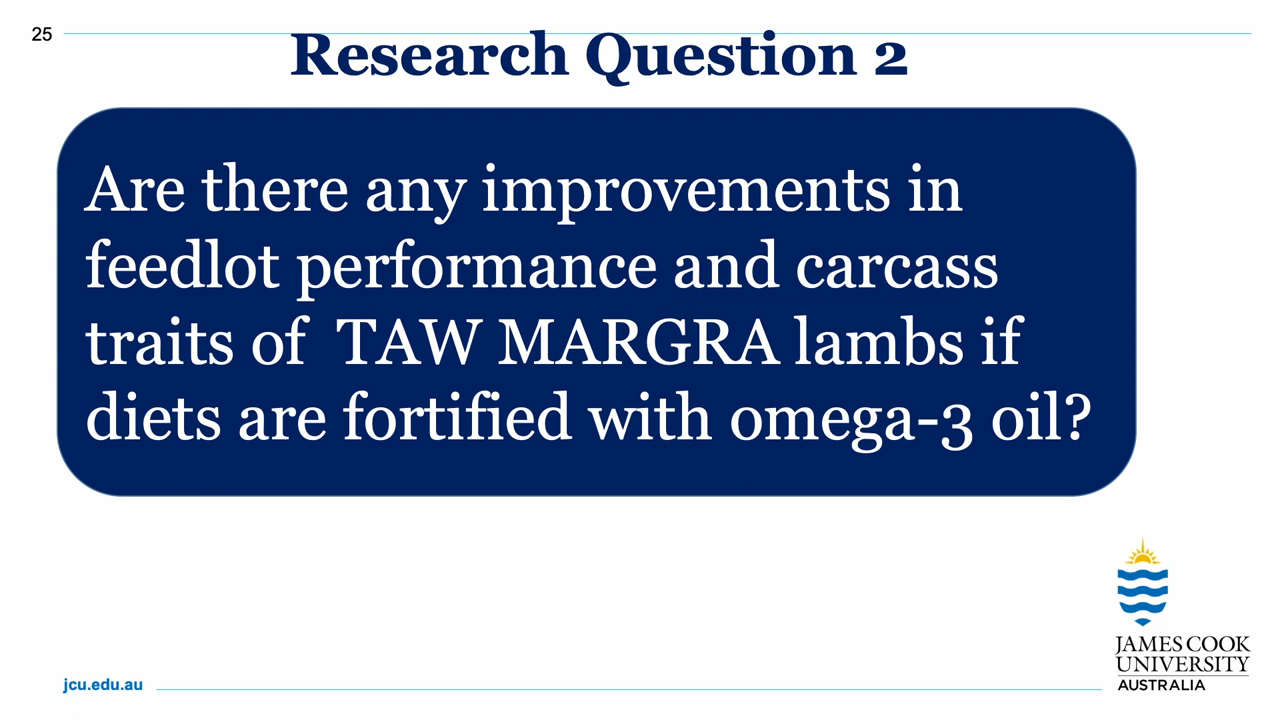 25
Research Question 2
Are there any improvements in
feedlot performance and carcass
traits of  TAW MARGRA lambs if
diets are fortified with omega-3 oil?
JAMES COOK
UNIVERSITY
AUSTRALIA
jcu.edu.au